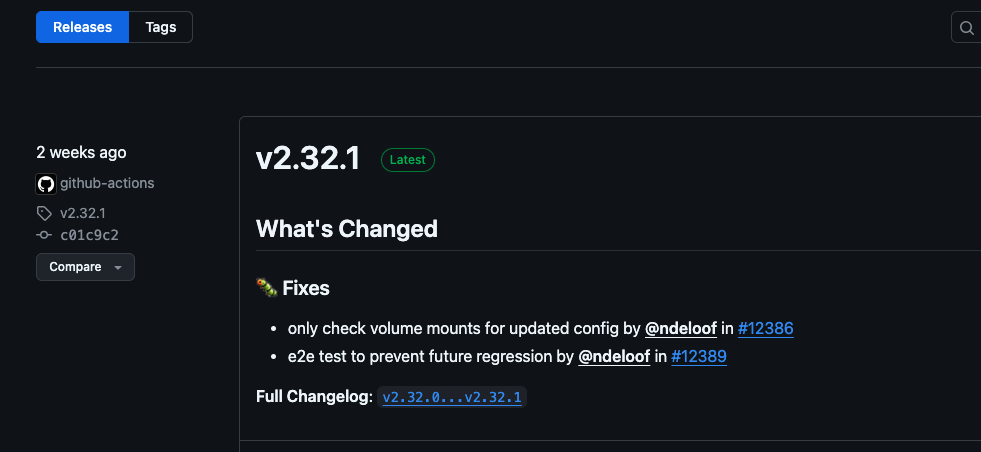 Releases Tags
2 weeks ago
github-actions
v2.32.1
c01c9c2
Compare
v2.32.1 Latest
What's Changed
Fixes
• only check volume mounts for updated config by @ndeloof in #12386
• e2e test to prevent future regression by @ndeloof in #12389
Full Changelog: v2.32.0...v2.32.1